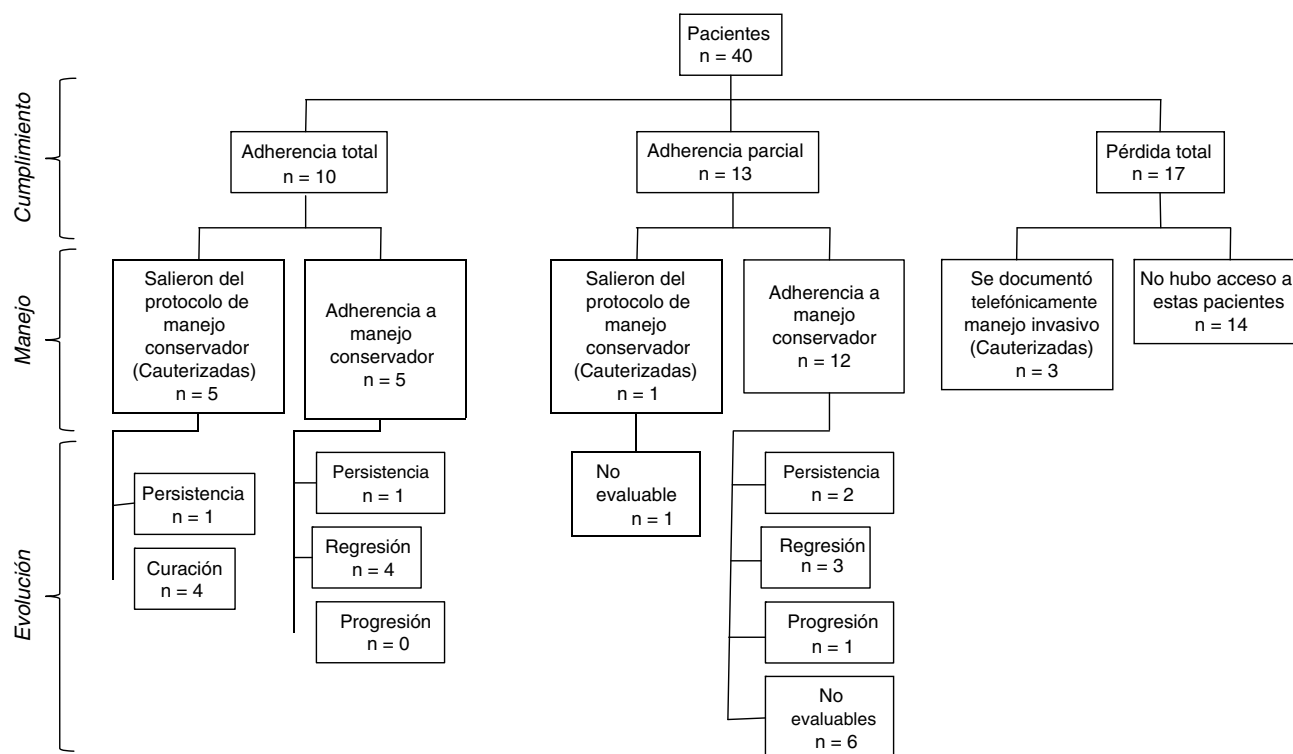 Pacientes
n = 40
Cumplimiento
Adherencia total
n = 10
Adherencia parcial
n = 13
Pérdida total
n = 17
Manejo
Salieron del
protocolo de
manejo
conservador
(Cauterizadas)
n = 5
Adherencia a
manejo
conservador
n = 5
Salieron del
protocolo de
manejo
conservador
(Cauterizadas)
n = 1
Adherencia a
manejo
conservador
n = 12
Se documentó
telefónicamente
manejo invasivo
(Cauterizadas)
n = 3
No hubo acceso a
estas pacientes
n = 14
Evolución
Persistencia
n = 1
Curación
n = 4
Persistencia
n = 1
Regresión
n = 4
Progresión
n = 0
No
evaluable
n = 1
Persistencia
n = 2
Regresión
n = 3
Progresión
n = 1
No
evaluables
n = 6